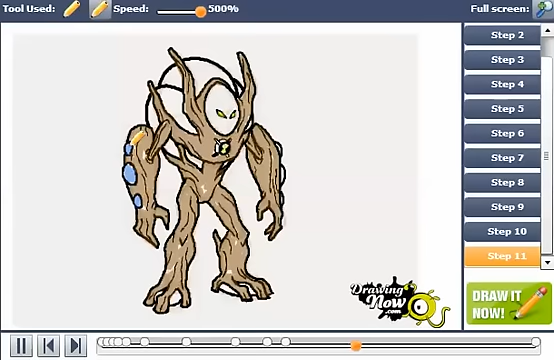 Tool Used: Speed: 500% Full screen:
Step 2
Step 3
Step 4
Step 5
Step 6
Step 7
Step 8
Step 9
Step 10
Step 11
Drawing
Now.com
DRAW IT
NOW!